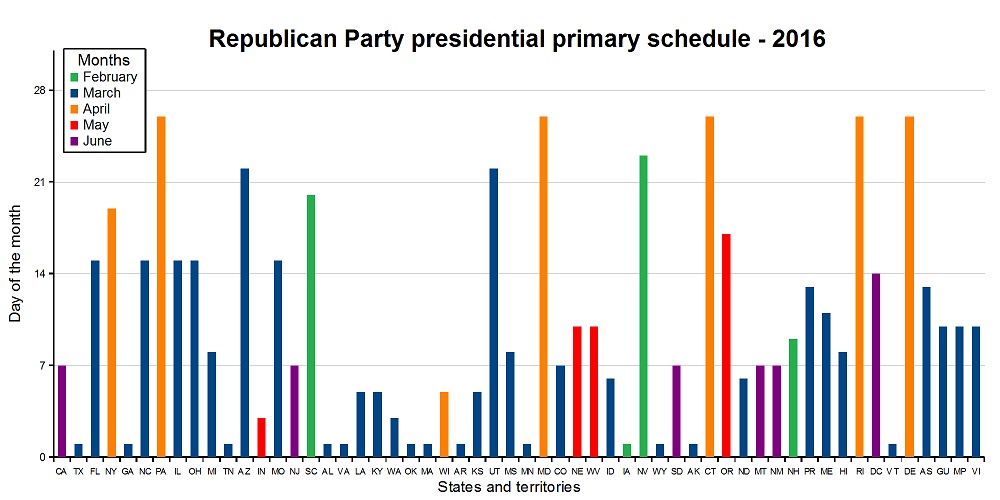 Republican Party presidential primary schedule - 2016
Months
February
March
April
May
June
28
21
14
7
0
Day of the month
CA TX FL NY GA NC PA IL OH MI TN AZ IN MO NJ SC AL VA LA KY WA OK MA WI AR KS UT MS MN MD CO NE WV ID IA NV WY SD AK CT OR ND MT NM NH PR ME HI RI DC VT DE AS GU MP VI
States and territories